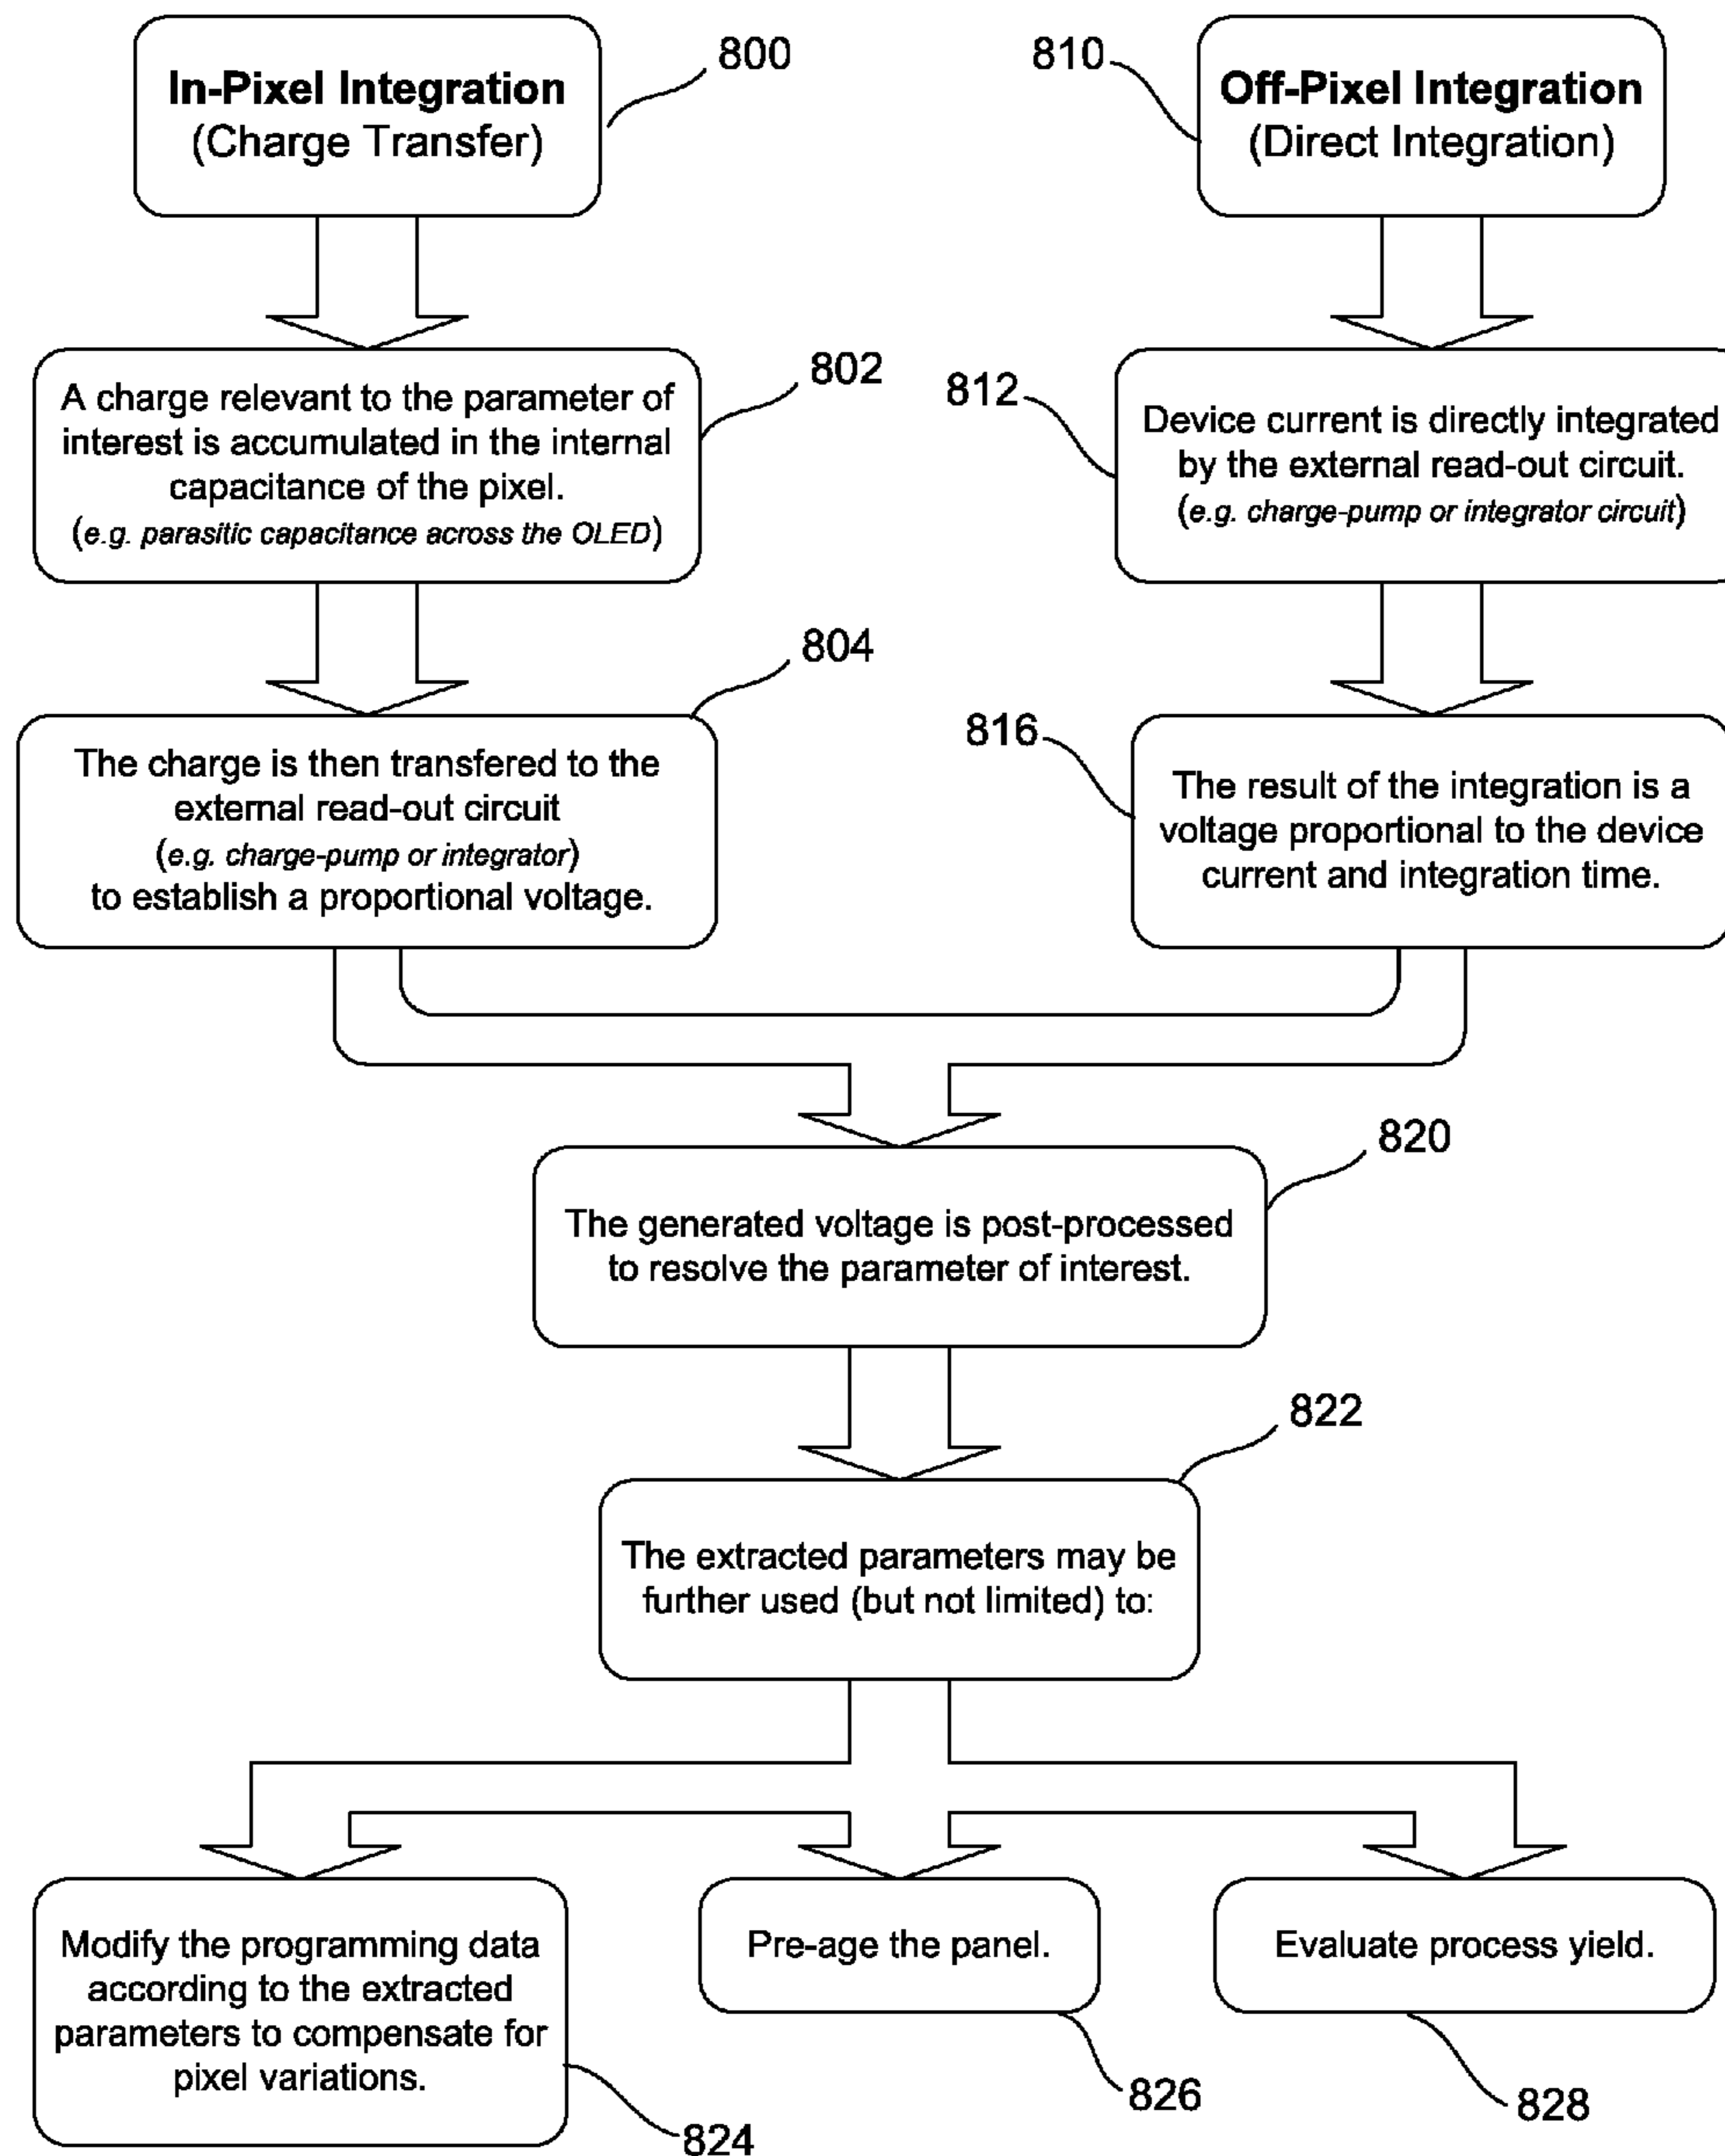 In-Pixel Integration
(Charge Transfer)
800
810
Off-Pixel Integration
(Direct Integration)
A charge relevant to the parameter of
interest is accumulated in the internal
capacitance of the pixel.
(e.g. parasitic capacitance across the OLED)
802
812
Device current is directly integrated
by the external read-out circuit.
(e.g. charge-pump or integrator circuit)
804
The charge is then transfered to the
external read-out circuit
(e.g. charge-pump or integrator)
to establish a proportional voltage.
816
The result of the integration is a
voltage proportional to the device
current and integration time.
820
The generated voltage is post-processed
to resolve the parameter of interest.
822
The extracted parameters may be
further used (but not limited) to:
Modify the programming data
according to the extracted
parameters to compensate for
pixel variations.
824
Pre-age the panel.
826
Evaluate process yield.
828